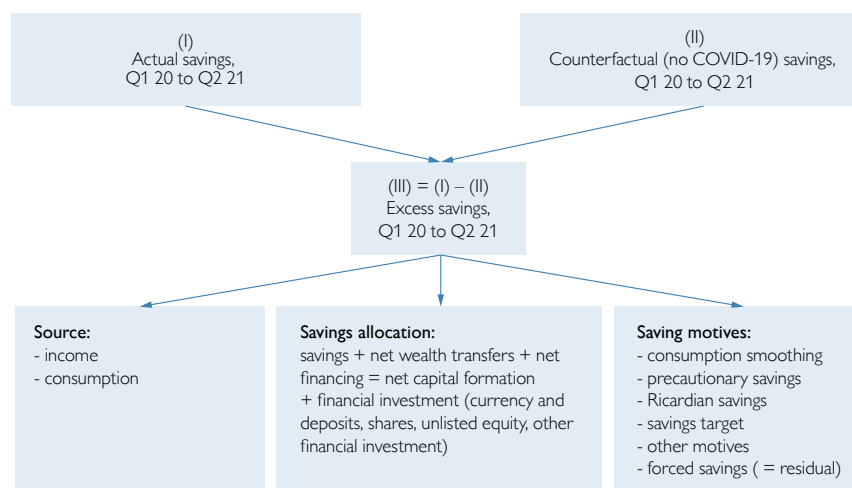 (I)
Actual savings,
Q1 20 to Q2 21
(II)
Counterfactual (no COVID-19) savings,
Q1 20 to Q2 21
(III) = (I) – (II)
Excess savings,
Q1 20 to Q2 21
Source:
- income
- consumption
Savings allocation:
savings + net wealth transfers + net
financing = net capital formation
+ financial investment (currency and
deposits, shares, unlisted equity, other
financial investment)
Saving motives:
- consumption smoothing
- precautionary savings
- Ricardian savings
- savings target
- other motives
- forced savings ( = residual)